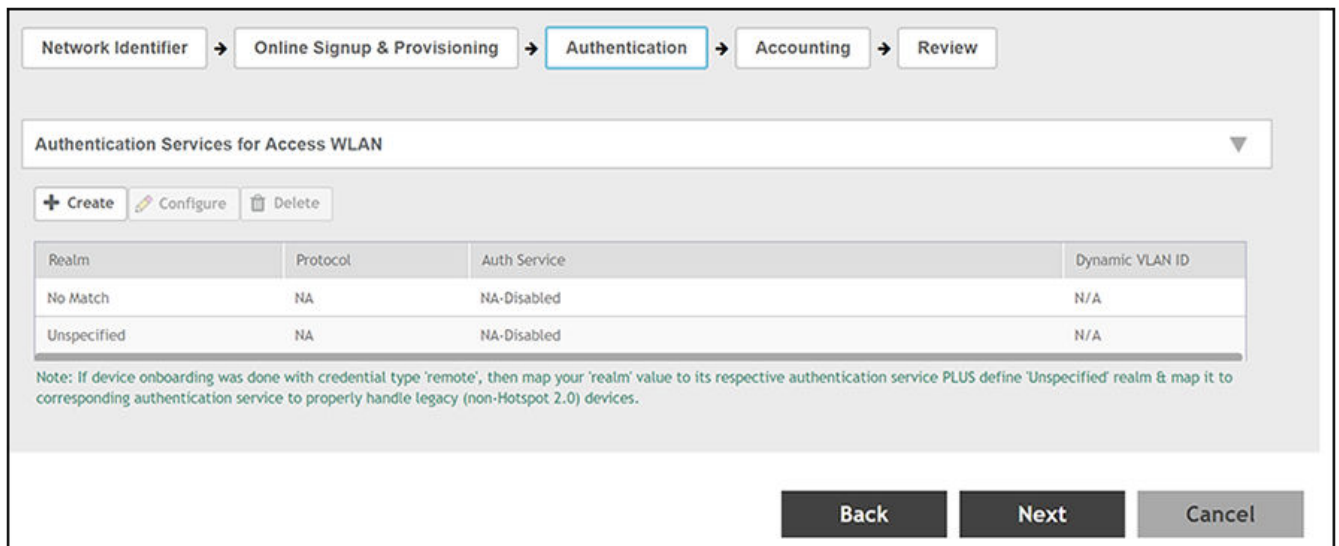 Network Identifier → Online Signup & Provisioning → Authentication → Accounting → Review
Authentication Services for Access WLAN
Create Configure Delete
Realm Protocol Auth Service Dynamic VLAN ID
No Match NA NA-Disabled N/A
Unspecified NA NA-Disabled N/A
Note: If device onboarding was done with credential type 'remote', then map your 'realm' value to its respective authentication service PLUS define 'Unspecified' realm & map it to
corresponding authentication service to properly handle legacy (non-Hotspot 2.0) devices.
Back Next Cancel